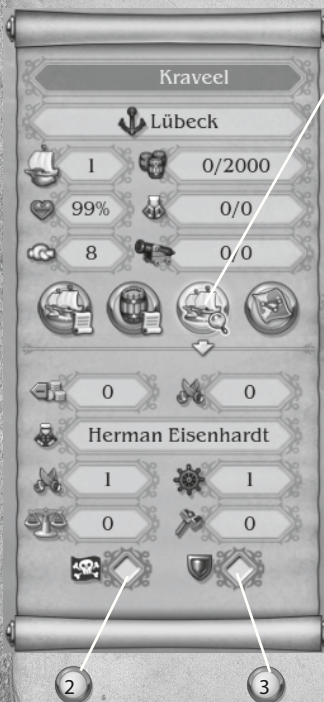 Kraveel
Lübeck
1 0/2000
99% 0/0
8 0/0
0 0
Herman Eisenhardt
1 1
0 0
2 3